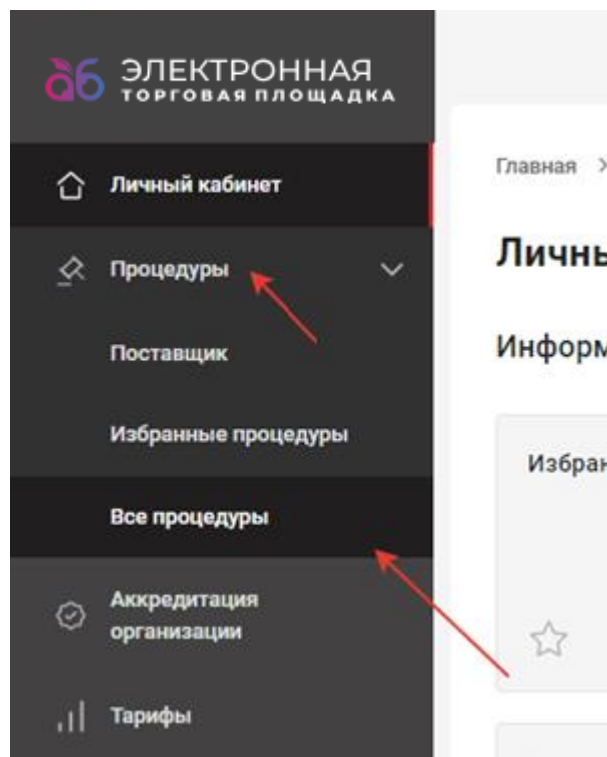 аб ЭЛЕКТРОННАЯ
ТОРГОВАЯ ПЛОЩАДКА
Личный кабинет
Процедуры
Поставщик
Избранные процедуры
Все процедуры
Аккредитация
организации
Тарифы
Главная >
Личны
Информ
Избран